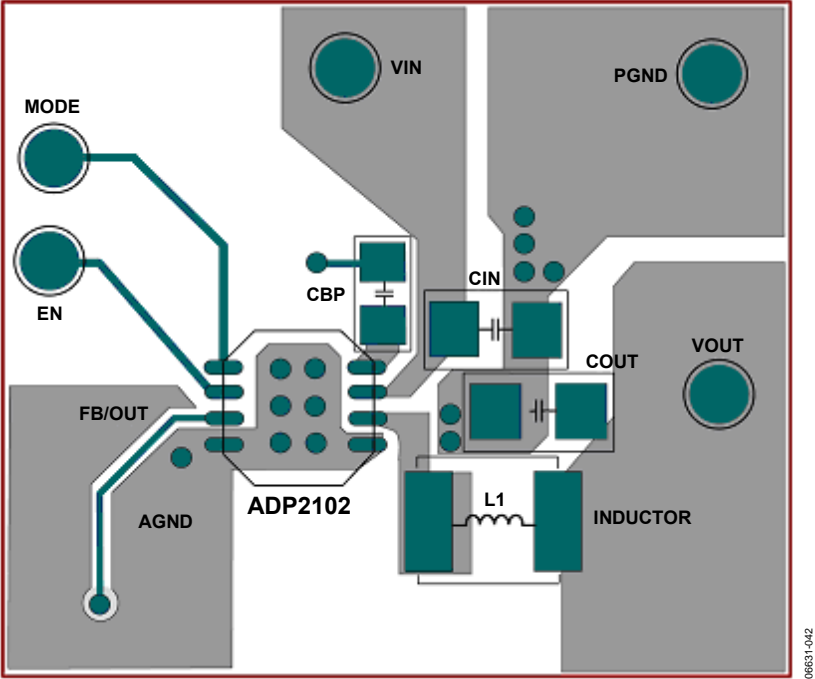 VIN
PGND
MODE
CIN
CBP
EN
COUT
VOUT
FB/OUT
ADP2102
L1
AGND
INDUCTOR
06631-042